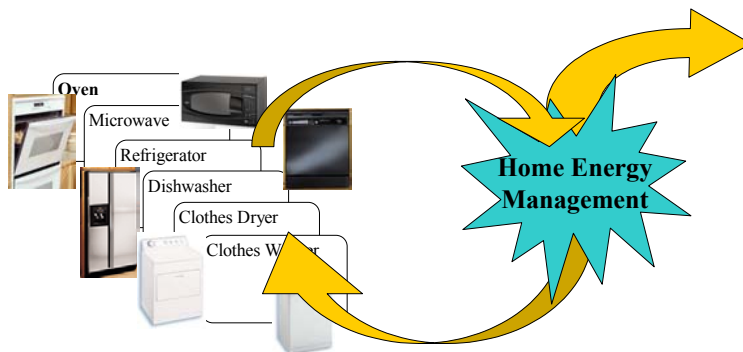 Oven
Microwave
Refrigerator
Dishwasher
Clothes Dryer
Clothes
Home Energy
Management